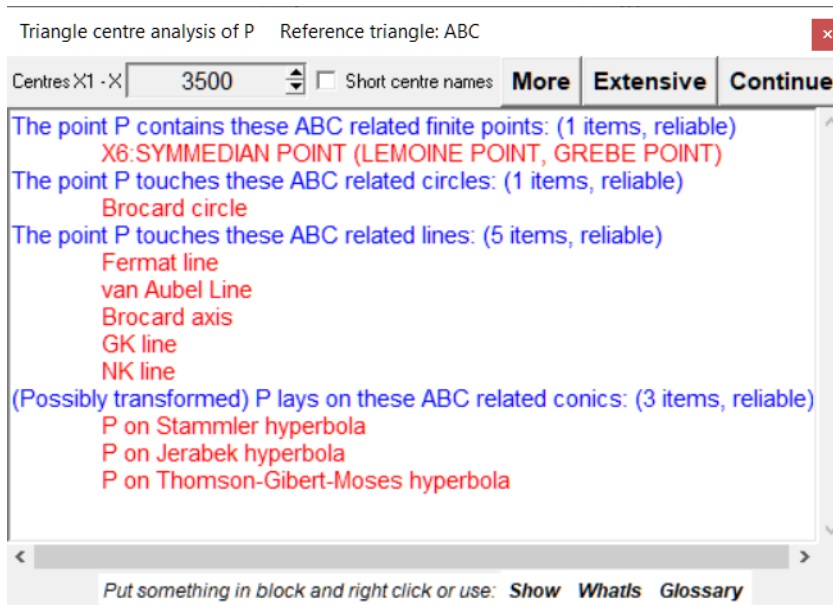 Triangle centre analysis of P Reference triangle: ABC
Centres X1 - X 3500 Short centre names More Extensive Continue
The point P contains these ABC related finite points: (1 items, reliable)
X6:SYMMEDIAN POINT (LEMOINE POINT, GREBE POINT)
The point P touches these ABC related circles: (1 items, reliable)
Brocard circle
The point P touches these ABC related lines: (5 items, reliable)
Fermat line
van Aubel Line
Brocard axis
GK line
NK line
(Possibly transformed) P lays on these ABC related conics: (3 items, reliable)
P on Stammler hyperbola
P on Jerabek hyperbola
P on Thomson-Gibert-Moses hyperbola
Put something in block and right click or use: Show WhatIs Glossary